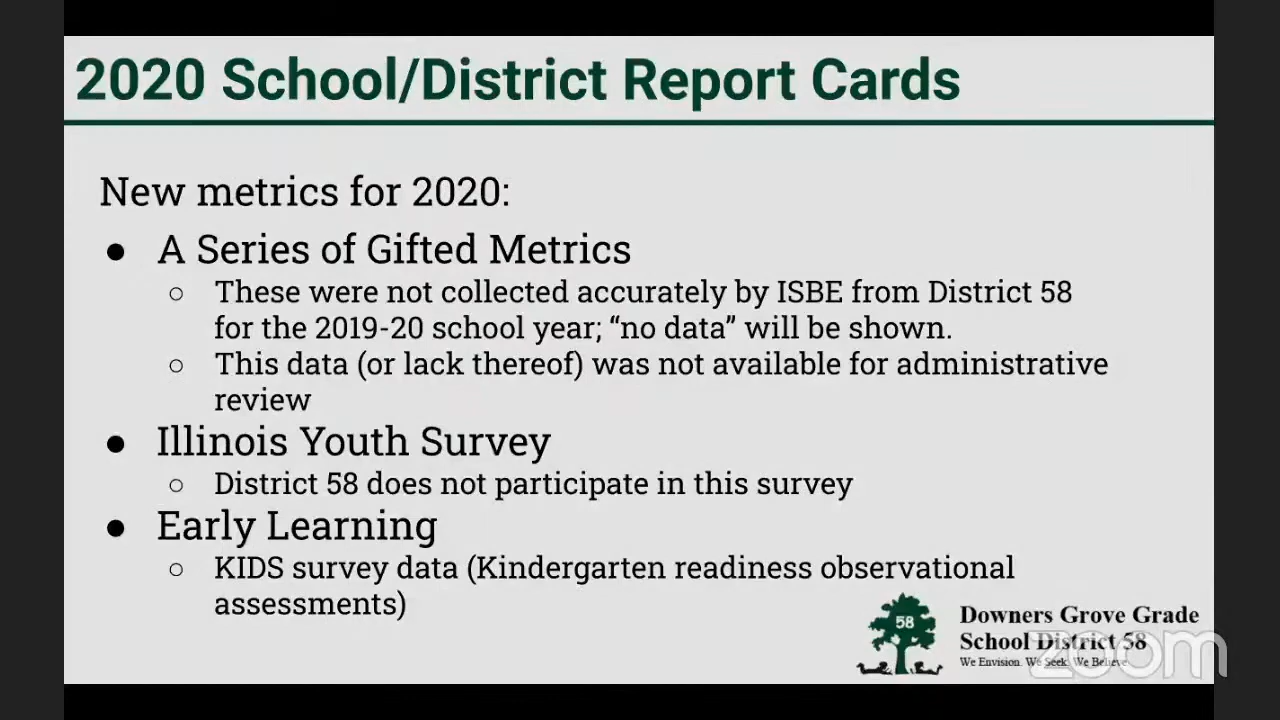 2020 School/District Report Cards
New metrics for 2020:
● A Series of Gifted Metrics
○ These were not collected accurately by ISBE from District 58
for the 2019-20 school year; “no data” will be shown.
○ This data (or lack thereof) was not available for administrative
review
● Illinois Youth Survey
○ District 58 does not participate in this survey
● Early Learning
○ KIDS survey data (Kindergarten readiness observational
assessments)
58
Downers Grove Grade
School District 58
We Envision. We Seek. We Believe.
zoom